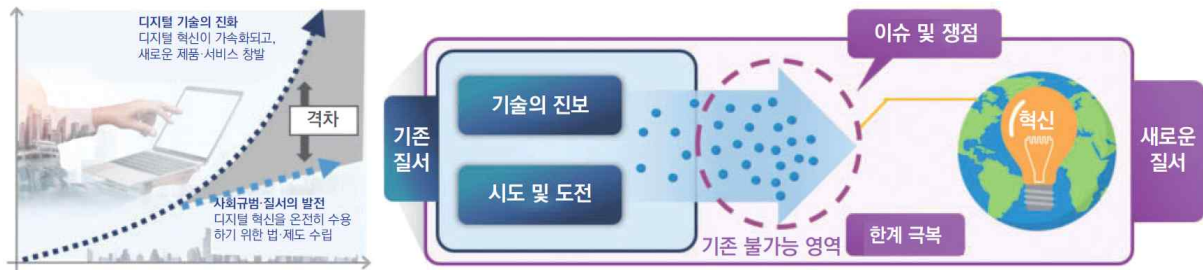 디지털 기술의 진화
디지털 혁신이 가속화되고,
새로운 제품·서비스 창발
격차
사회규범·질서의 발전
디지털 혁신을 온전히 수용
하기 위한 법·제도 수립
기존
질서
기술의 진보
시도 및 도전
기존 불가능 영역
이슈 및 쟁점
한계 극복
혁신
새로운
질서